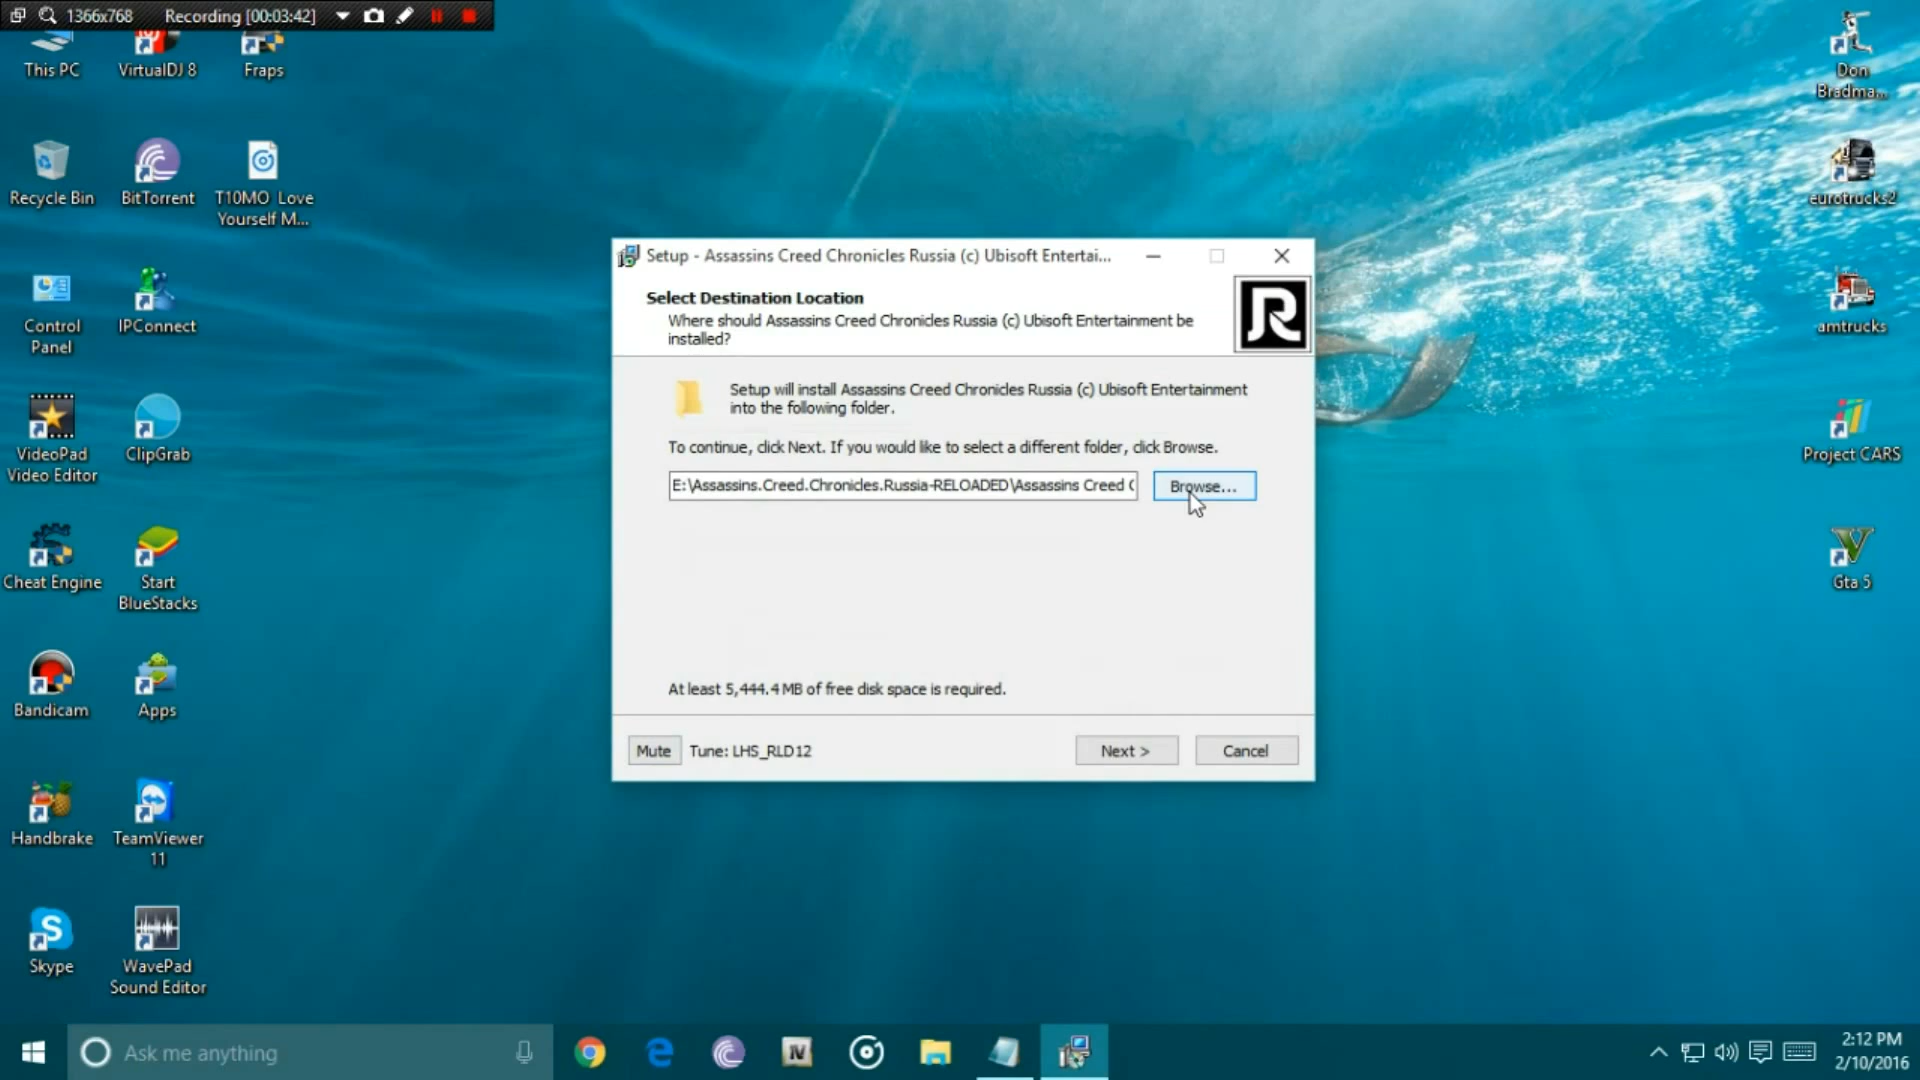 1366x768
Recording [00:03:42]
This PC
VirtualDJ 8
Fraps
Recycle Bin
BitTorrent
T10MO Love
Yourself M...
Control
Panel
IPConnect
VideoPad
Video Editor
ClipGrab
Cheat Engine
Start
BlueStacks
Bandicam
Apps
Handbrake
TeamViewer
11
Skype
WavePad
Sound Editor
Setup - Assassins Creed Chronicles Russia (c) Ubisoft Entertai...
Select Destination Location
Where should Assassins Creed Chronicles Russia (c) Ubisoft Entertainment be
installed?
Setup will install Assassins Creed Chronicles Russia (c) Ubisoft Entertainment
into the following folder.
To continue, click Next. If you would like to select a different folder, click Browse.
E:\Assassins.Creed.Chronicles.Russia-RELOADED\Assassins Creed C
Browse...
At least 5,444.4 MB of free disk space is required.
Mute
Tune: LHS_RLD12
Next >
Cancel
Don
Bradma...
eurotrucks2
amtrucks
Project CARS
Gta 5
Ask me anything
IV
2:12 PM
2/10/2016